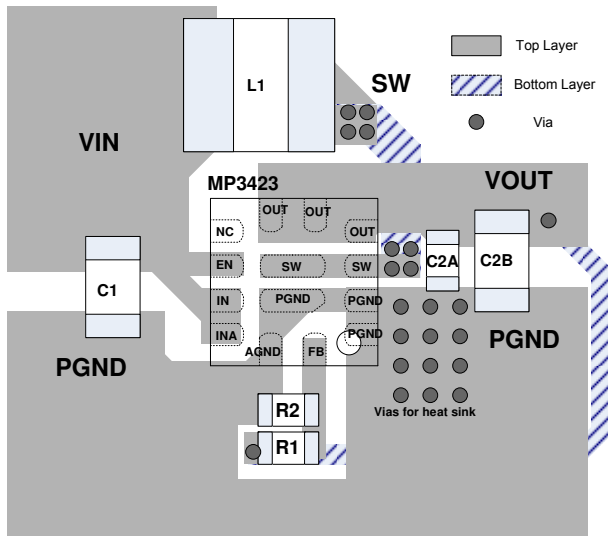 L1
SW
Top Layer
Bottom Layer
Via
VIN
MP3423
VOUT
OUT
OUT
NC
OUT
EN
SW
SW
C2A
C2B
C1
IN
PGND
PGND
INA
PGND
AGND
FB
PGND
PGND
R2
Vias for heat sink
R1